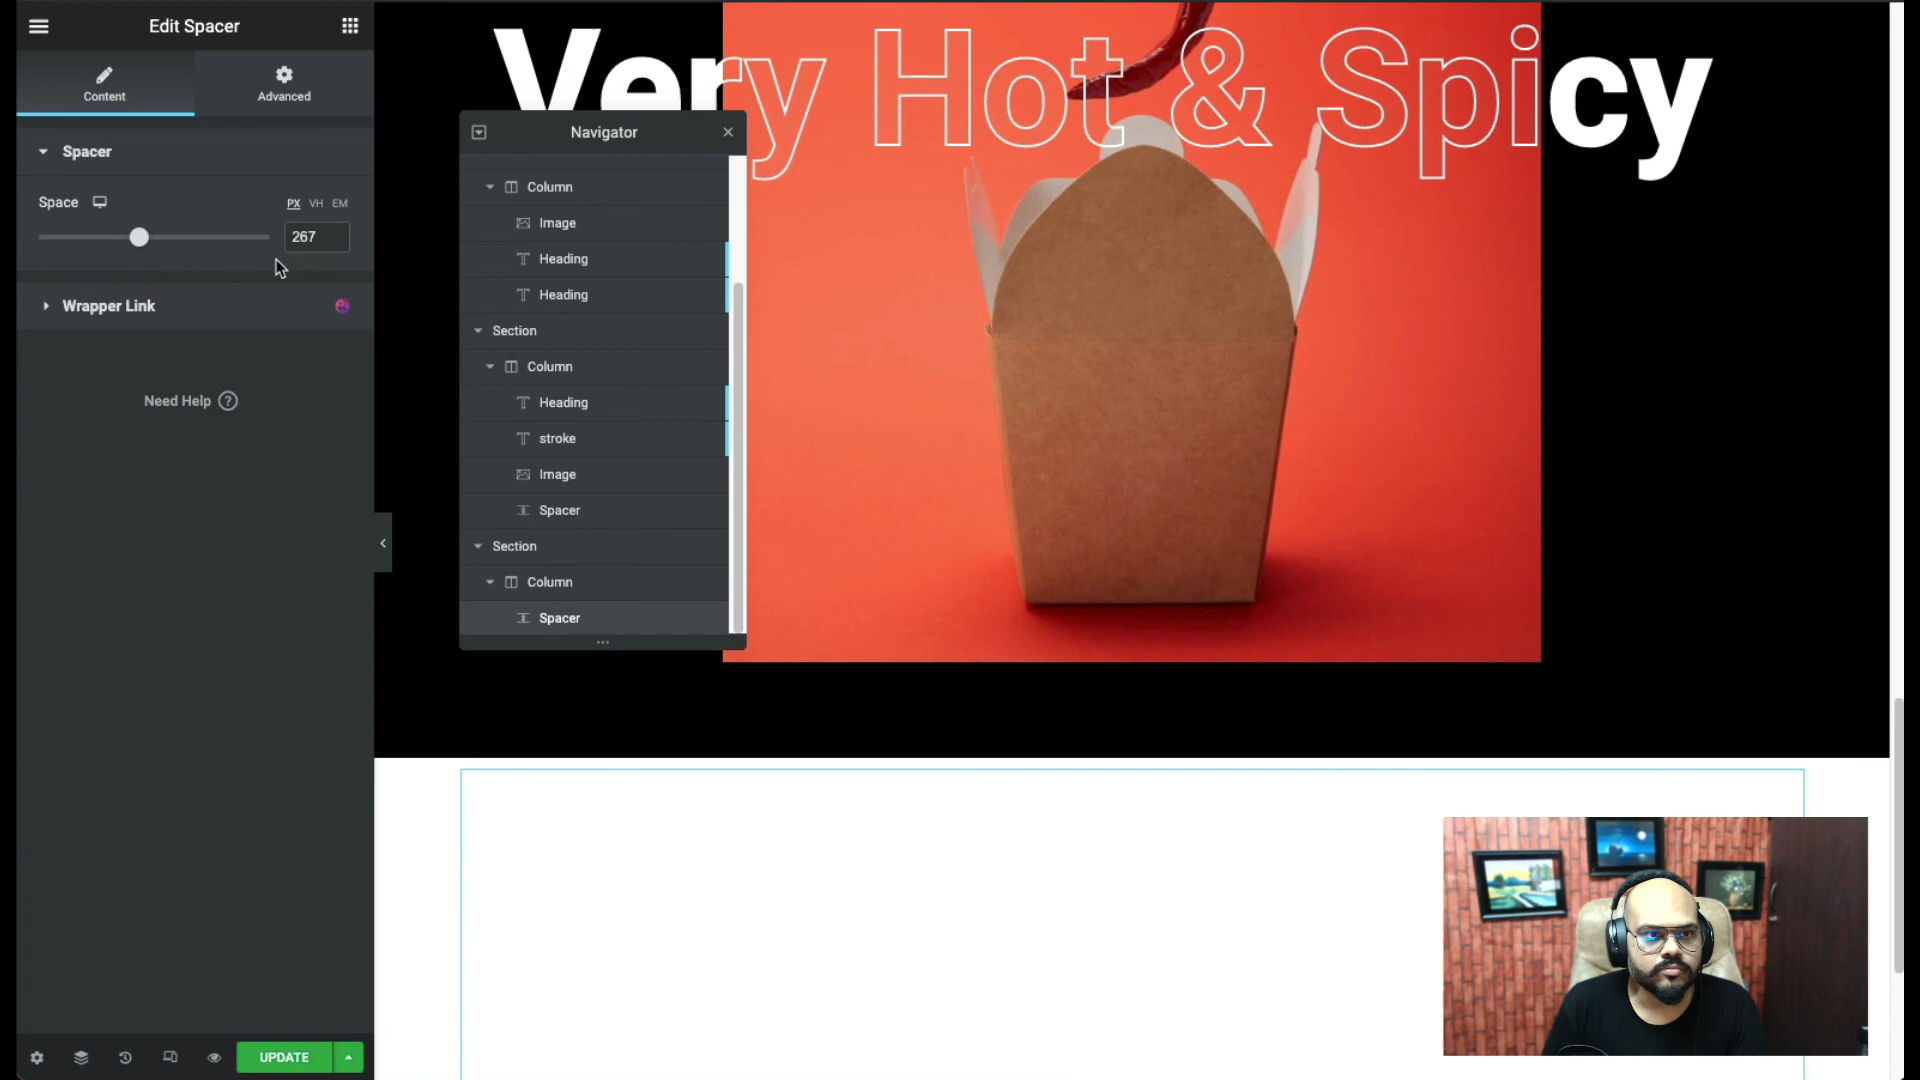 Edit Spacer
Content
Advanced
Spacer
Space
PX VH EM
267
Wrapper Link
Need Help ?
UPDATE
Very Hot & Spicy
Navigator
Column
Image
Heading
Heading
Section
Column
Heading
stroke
Image
Spacer
Section
Column
Spacer